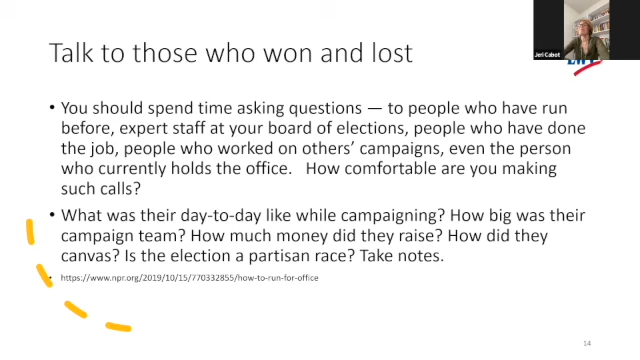 Talk to those who won and lost
Jeri Cabot
• You should spend time asking questions — to people who have run
before, expert staff at your board of elections, people who have done
the job, people who worked on others' campaigns, even the person
who currently holds the office. How comfortable are you making
such calls?
• What was their day-to-day like while campaigning? How big was their
campaign team? How much money did they raise? How did they
canvas? Is the election a partisan race? Take notes.
• https://www.npr.org/2019/10/15/770332855/how-to-run-for-office
14